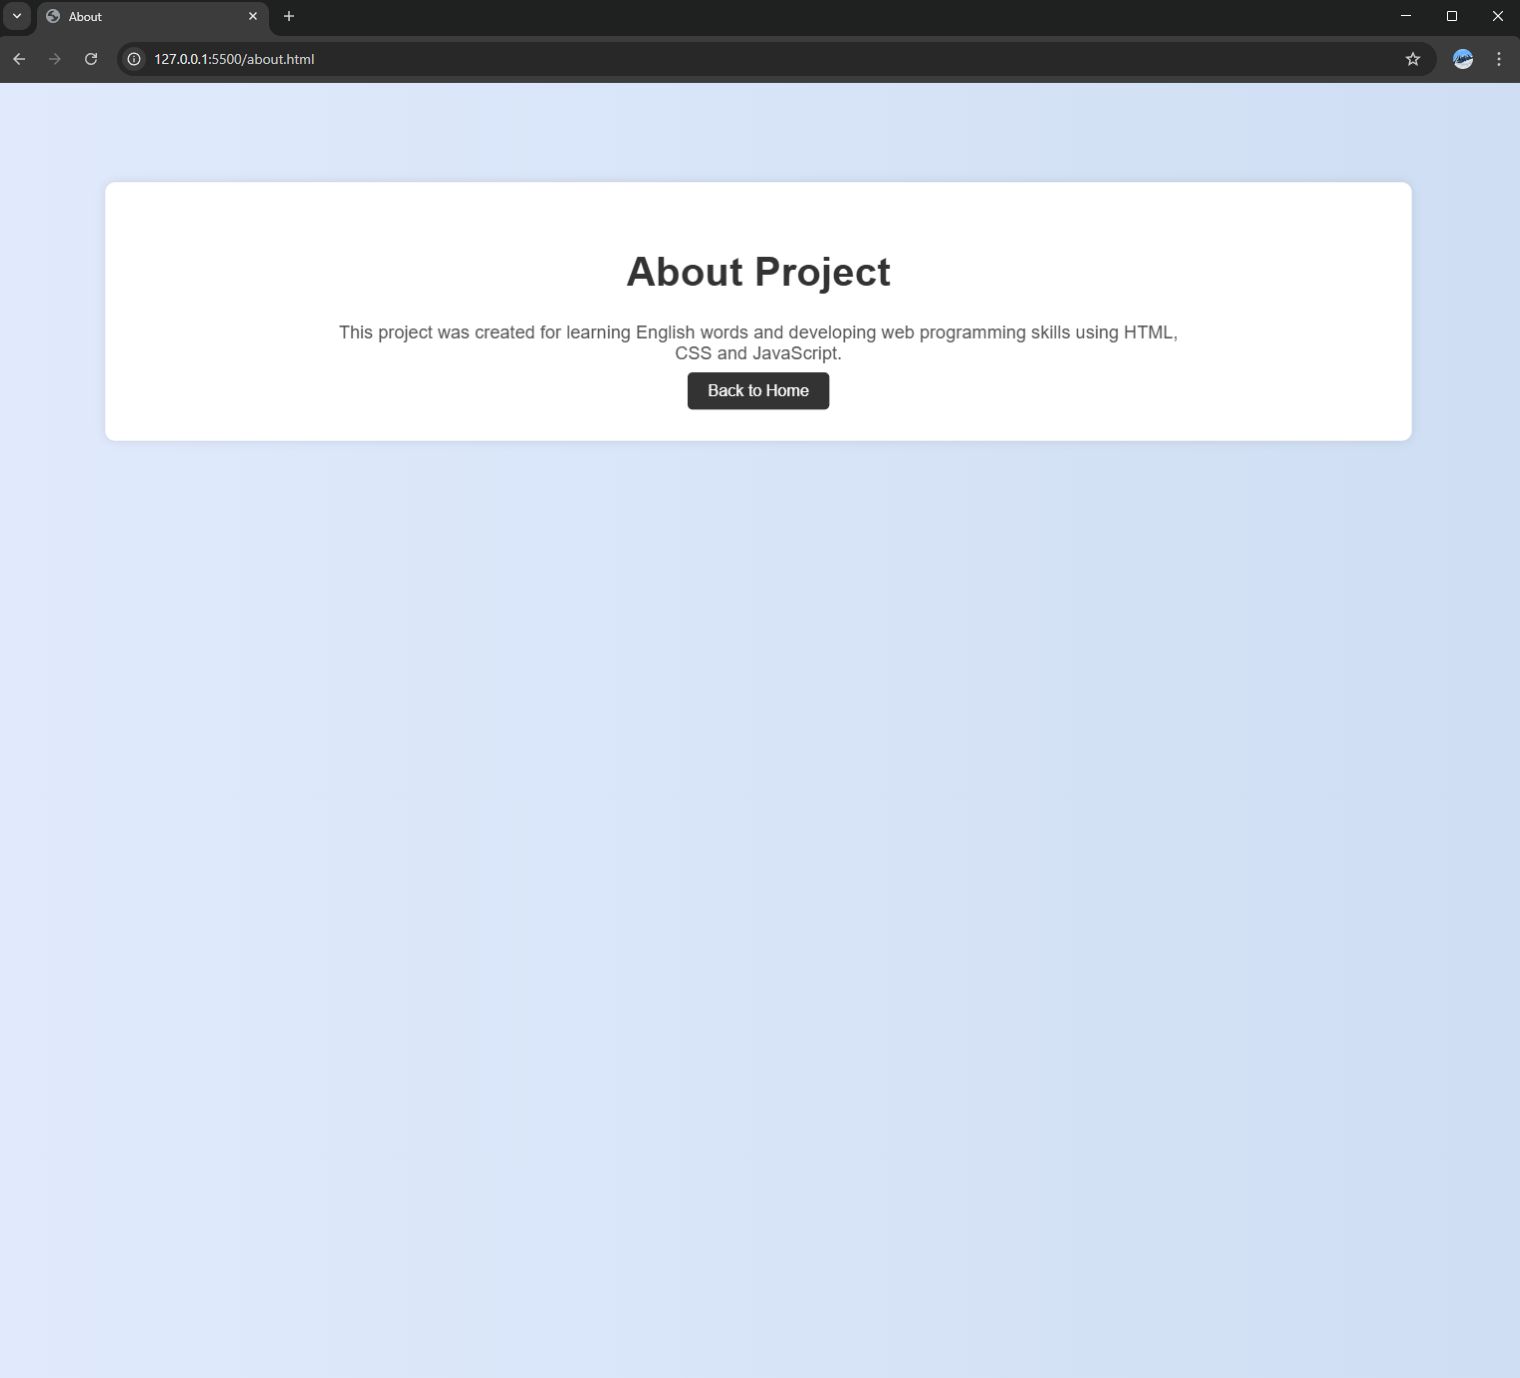 About
127.0.0.1:5500/about.html
About Project
This project was created for learning English words and developing web programming skills using HTML,
CSS and JavaScript.
Back to Home